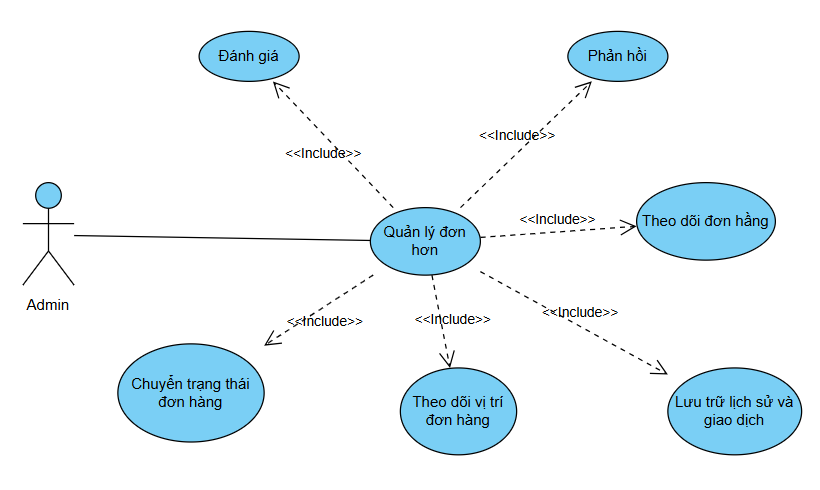 Đánh giá
Phản hồi
<<Include>>
<<Include>>
Theo dõi đơn hầng
<<Include>>
Quản lý đơn
hơn
Admin
<<Include>>
<<Include>>
<<Include>>
Chuyển trạng thái
đơn hàng
Theo dõi vị trí
đơn hàng
Lưu trữ lịch sử và
giao dịch